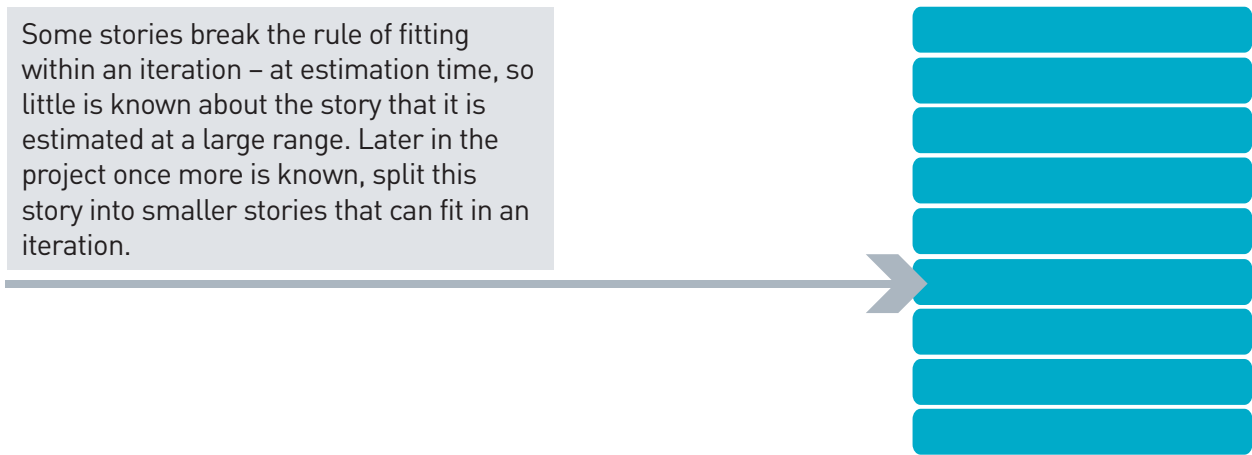 Some stories break the rule of fitting
within an iteration – at estimation time, so
little is known about the story that it is
estimated at a large range. Later in the
project once more is known, split this
story into smaller stories that can fit in an
iteration.